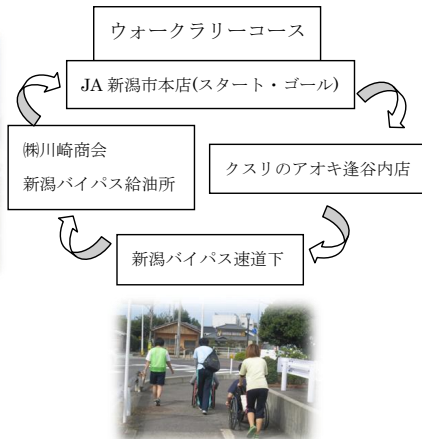 ウォークラリーコース
JA 新潟市本店(スタート・ゴール)
㈱川崎商会
新潟バイパス給油所
クスリのアオキ逢谷内店
新潟バイパス速道下